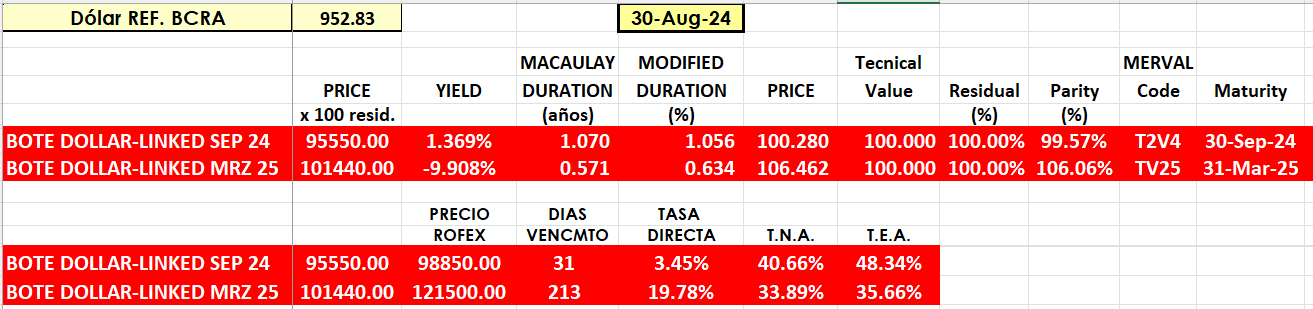 Dólar REF. BCRA 952.83 30-Aug-24
MACAULAY MODIFIED Tecnical MERVAL
PRICE YIELD DURATION DURATION PRICE Value Residual Parity Code Maturity
x 100 resid. (años) (%) (%) (%)
BOTE DOLLAR-LINKED SEP 24 95550.00 1.369% 1.070 1.056 100.280 100.000 100.00% 99.57% T2V4 30-Sep-24
BOTE DOLLAR-LINKED MRZ 25 101440.00 -9.908% 0.571 0.634 106.462 100.000 100.00% 106.06% TV25 31-Mar-25
PRECIO DIAS TASA
ROFEX VENCMTO DIRECTA T.N.A. T.E.A.
BOTE DOLLAR-LINKED SEP 24 95550.00 98850.00 31 3.45% 40.66% 48.34%
BOTE DOLLAR-LINKED MRZ 25 101440.00 121500.00 213 19.78% 33.89% 35.66%